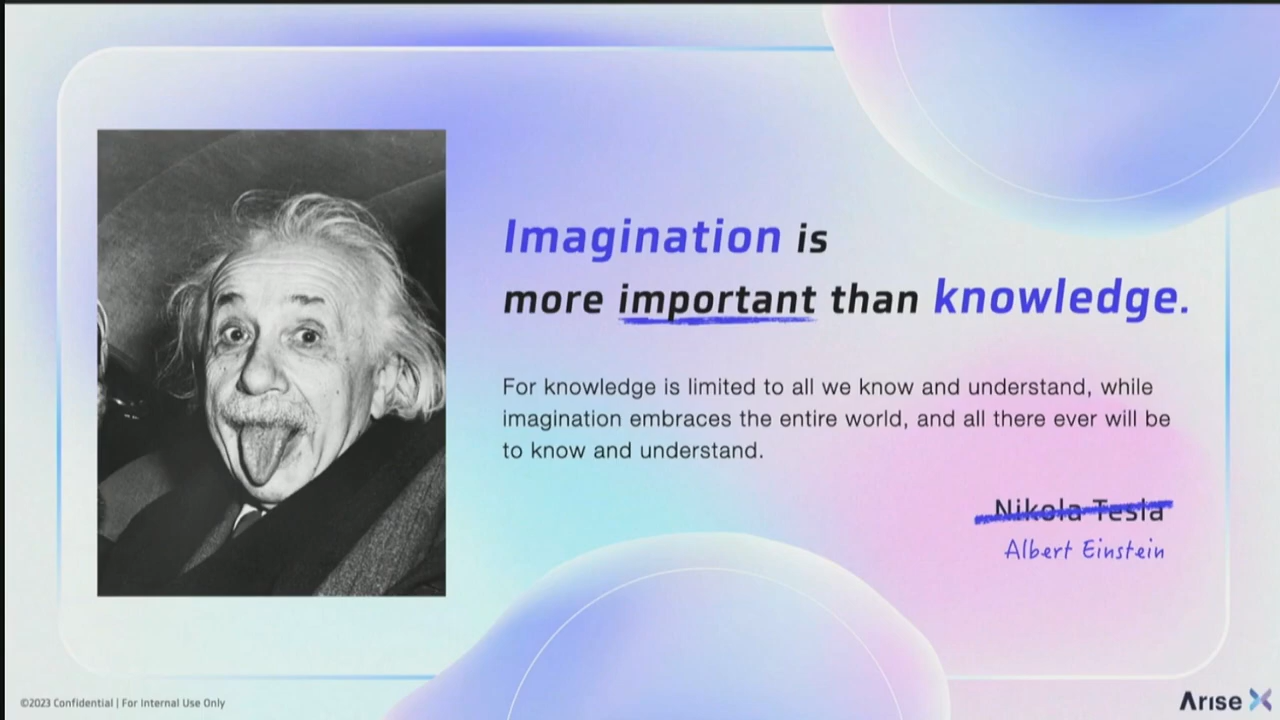 Imagination is
more important than knowledge.
For knowledge is limited to all we know and understand, while
imagination embraces the entire world, and all there ever will be
to know and understand.
Nikola Tesla
Albert Einstein
©2023 Confidential | For Internal Use Only
Arise X